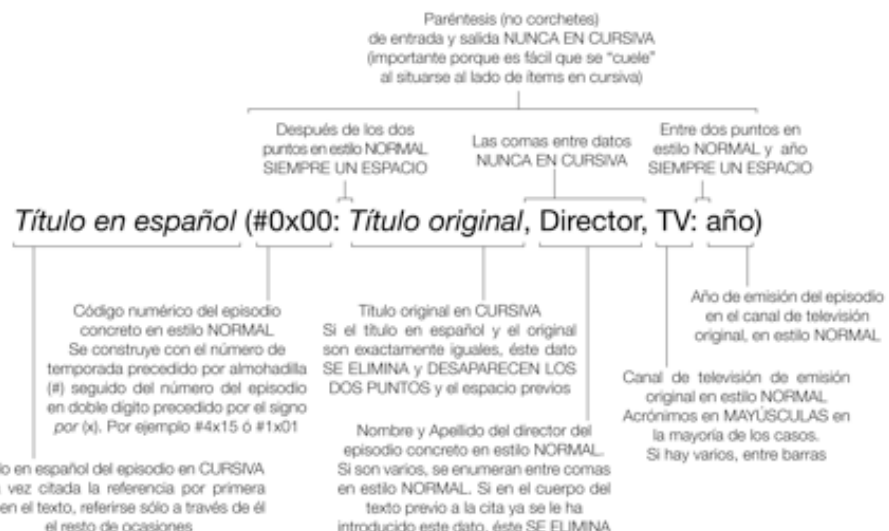 Paréntesis (no corchetes)
de entrada y salida NUNCA EN CURSIVA
(importante porque es fácil que se “cuele”
al situarse al lado de ítems en cursiva)
Después de los dos
puntos en estilo NORMAL
SIEMPRE UN ESPACIO
Las comas entre datos
NUNCA EN CURSIVA
Entre dos puntos en
estilo NORMAL y año
SIEMPRE UN ESPACIO
Título en español (#0x00: Título original, Director, TV: año)
Código numérico del episodio
concreto en estilo NORMAL
Se construye con el número de
temporada precedido por almohadilla
(#) seguido del número del episodio
en doble dígito precedido por el signo
por (x). Por ejemplo #4x15 ó #1x01
Título original en CURSIVA
Si el título en español y el original
son exactamente iguales, éste dato
SE ELIMINA y DESAPARECEN LOS
DOS PUNTOS y el espacio previos
Año de emisión del episodio
en el canal de televisión
original, en estilo NORMAL
Canal de televisión de emisión
original en estilo NORMAL
Acrónimos en MAYÚSCULAS en
la mayoría de los casos.
Si hay varios, entre barras
Nombre y Apellido del director del
episodio concreto en estilo NORMAL.
Si son varios, se enumeran entre comas
en estilo NORMAL. Si en el cuerpo del
texto previo a la cita ya se le ha
introducido este dato, éste SE ELIMINA
en español del episodio en CURSIVA
vez citada la referencia por primera
en el texto, referirse sólo a través de él
el resto de ocasiones